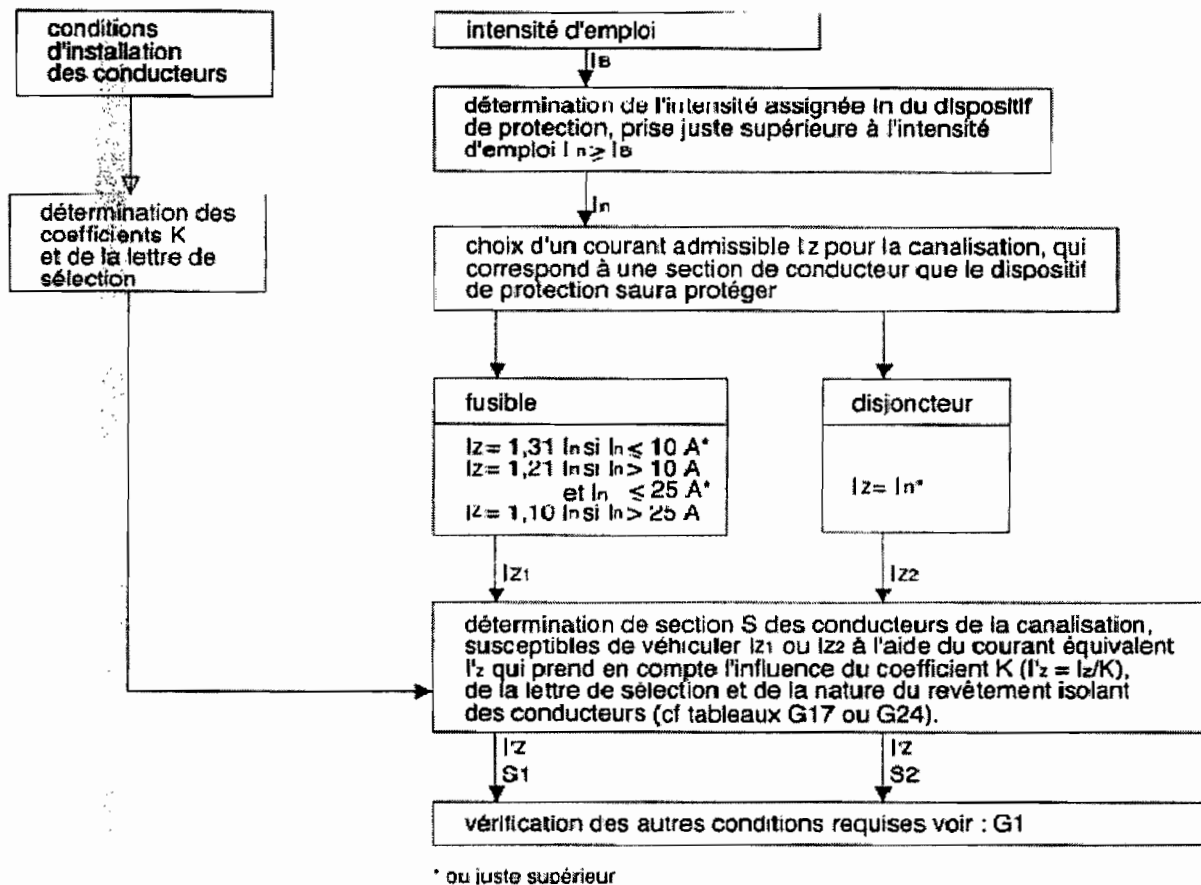 conditions
d'installation
des conducteurs
détermination des
coefficients K
et de la lettre de
sélection
intensité d'emploi
IB
détermination de l'intensité assignée In du dispositif
de protection, prise juste supérieure à l'intensité
d'emploi In ⩾ IB
In
choix d'un courant admissible Iz pour la canalisation, qui
correspond à une section de conducteur que le dispositif
de protection saura protéger
fusible
Iz = 1,31 In si In ⩽ 10 A*
Iz = 1,21 In si In > 10 A
et In ⩽ 25 A*
Iz = 1,10 In si In > 25 A
disjoncteur
Iz = In*
Iz1
Iz2
détermination de section S des conducteurs de la canalisation,
susceptibles de véhiculer Iz1 ou Iz2 à l'aide du courant équivalent
I'z qui prend en compte l'influence du coefficient K (I'z = Iz/K),
de la lettre de sélection et de la nature du revêtement isolant
des conducteurs (cf tableaux G17 ou G24).
I'z
S1
I'z
S2
vérification des autres conditions requises voir : G1
* ou juste supérieur